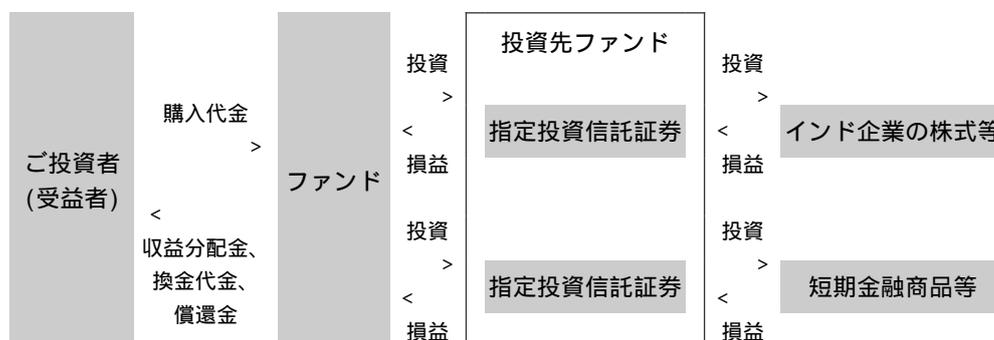 ご投資者
(受益者)
購入代金
>
<
収益分配金、
換金代金、
償還金
ファンド
投資
>
<
損益
投資
>
<
損益
投資先ファンド
指定投資信託証券
指定投資信託証券
投資
>
<
損益
投資
>
<
損益
インド企業の株式等
短期金融商品等